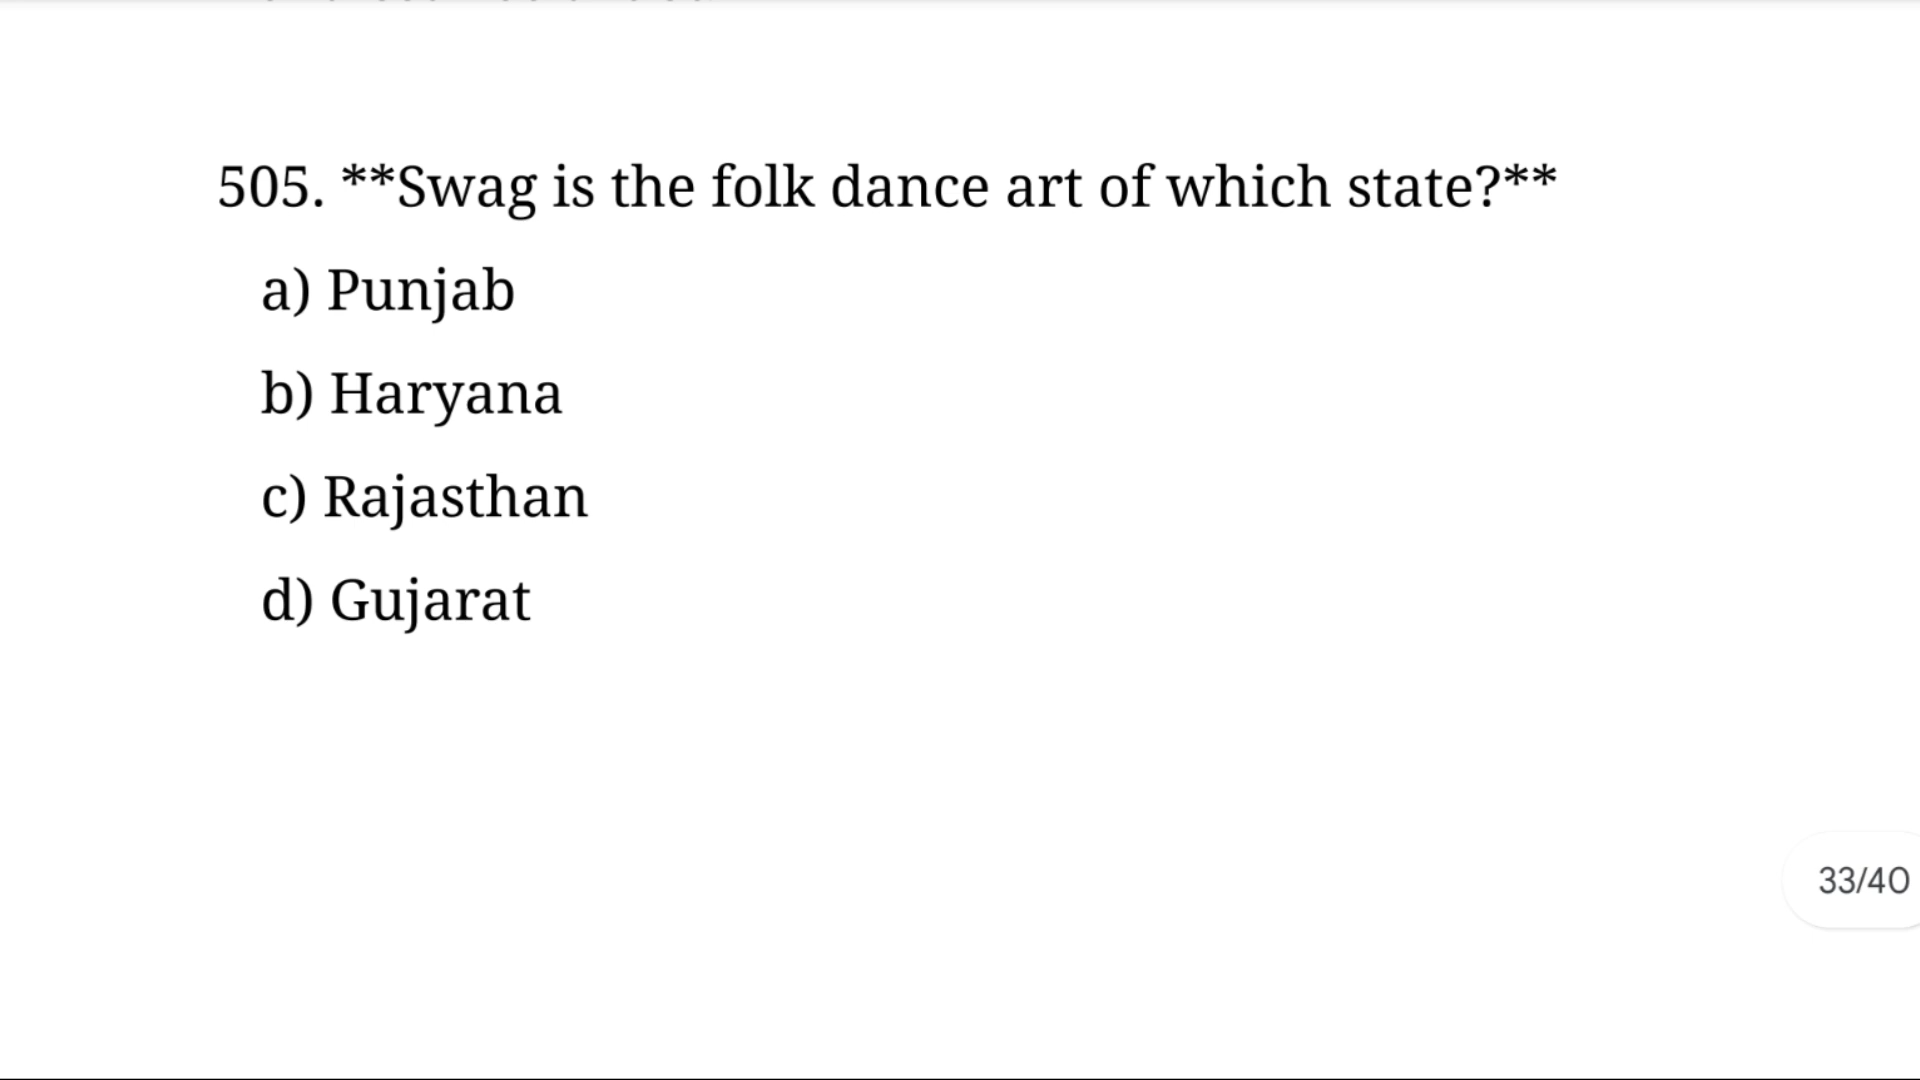 505. **Swag is the folk dance art of which state?**
a) Punjab
b) Haryana
c) Rajasthan
d) Gujarat
33/40